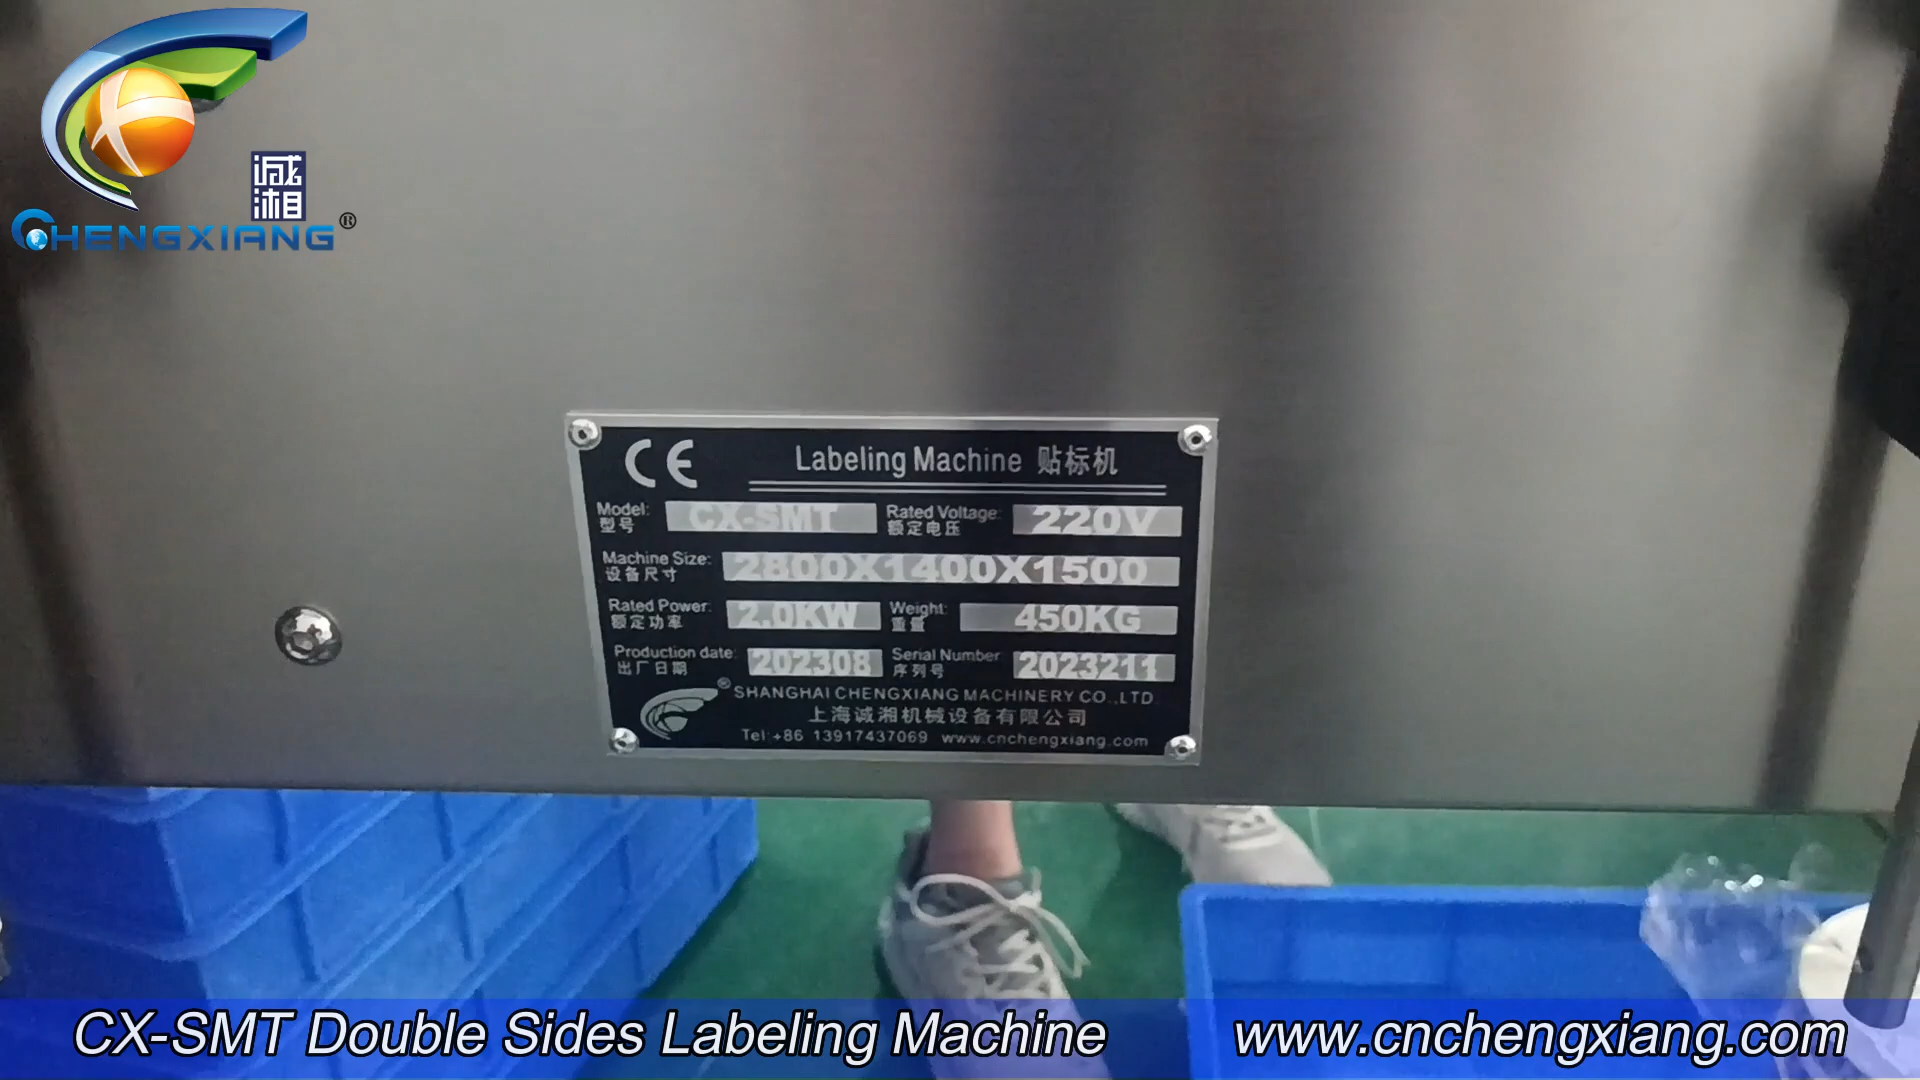 诚湘
CHENGXIANG®
CE Labeling Machine 贴标机
Model: CX-SMT Rated Voltage: 220V
型号 额定电压
Machine Size: 2800X1400X1500
设备尺寸
Rated Power: 2.0KW Weight: 450KG
额定功率 重量
Production date: 202308 Serial Number 2023211
出厂日期 序列号
® SHANGHAI CHENGXIANG MACHINERY CO.,LTD
上海诚湘机械设备有限公司
Tel:+86 13917437069 www.cnchengxiang.com
CX-SMT Double Sides Labeling Machine www.cnchengxiang.com